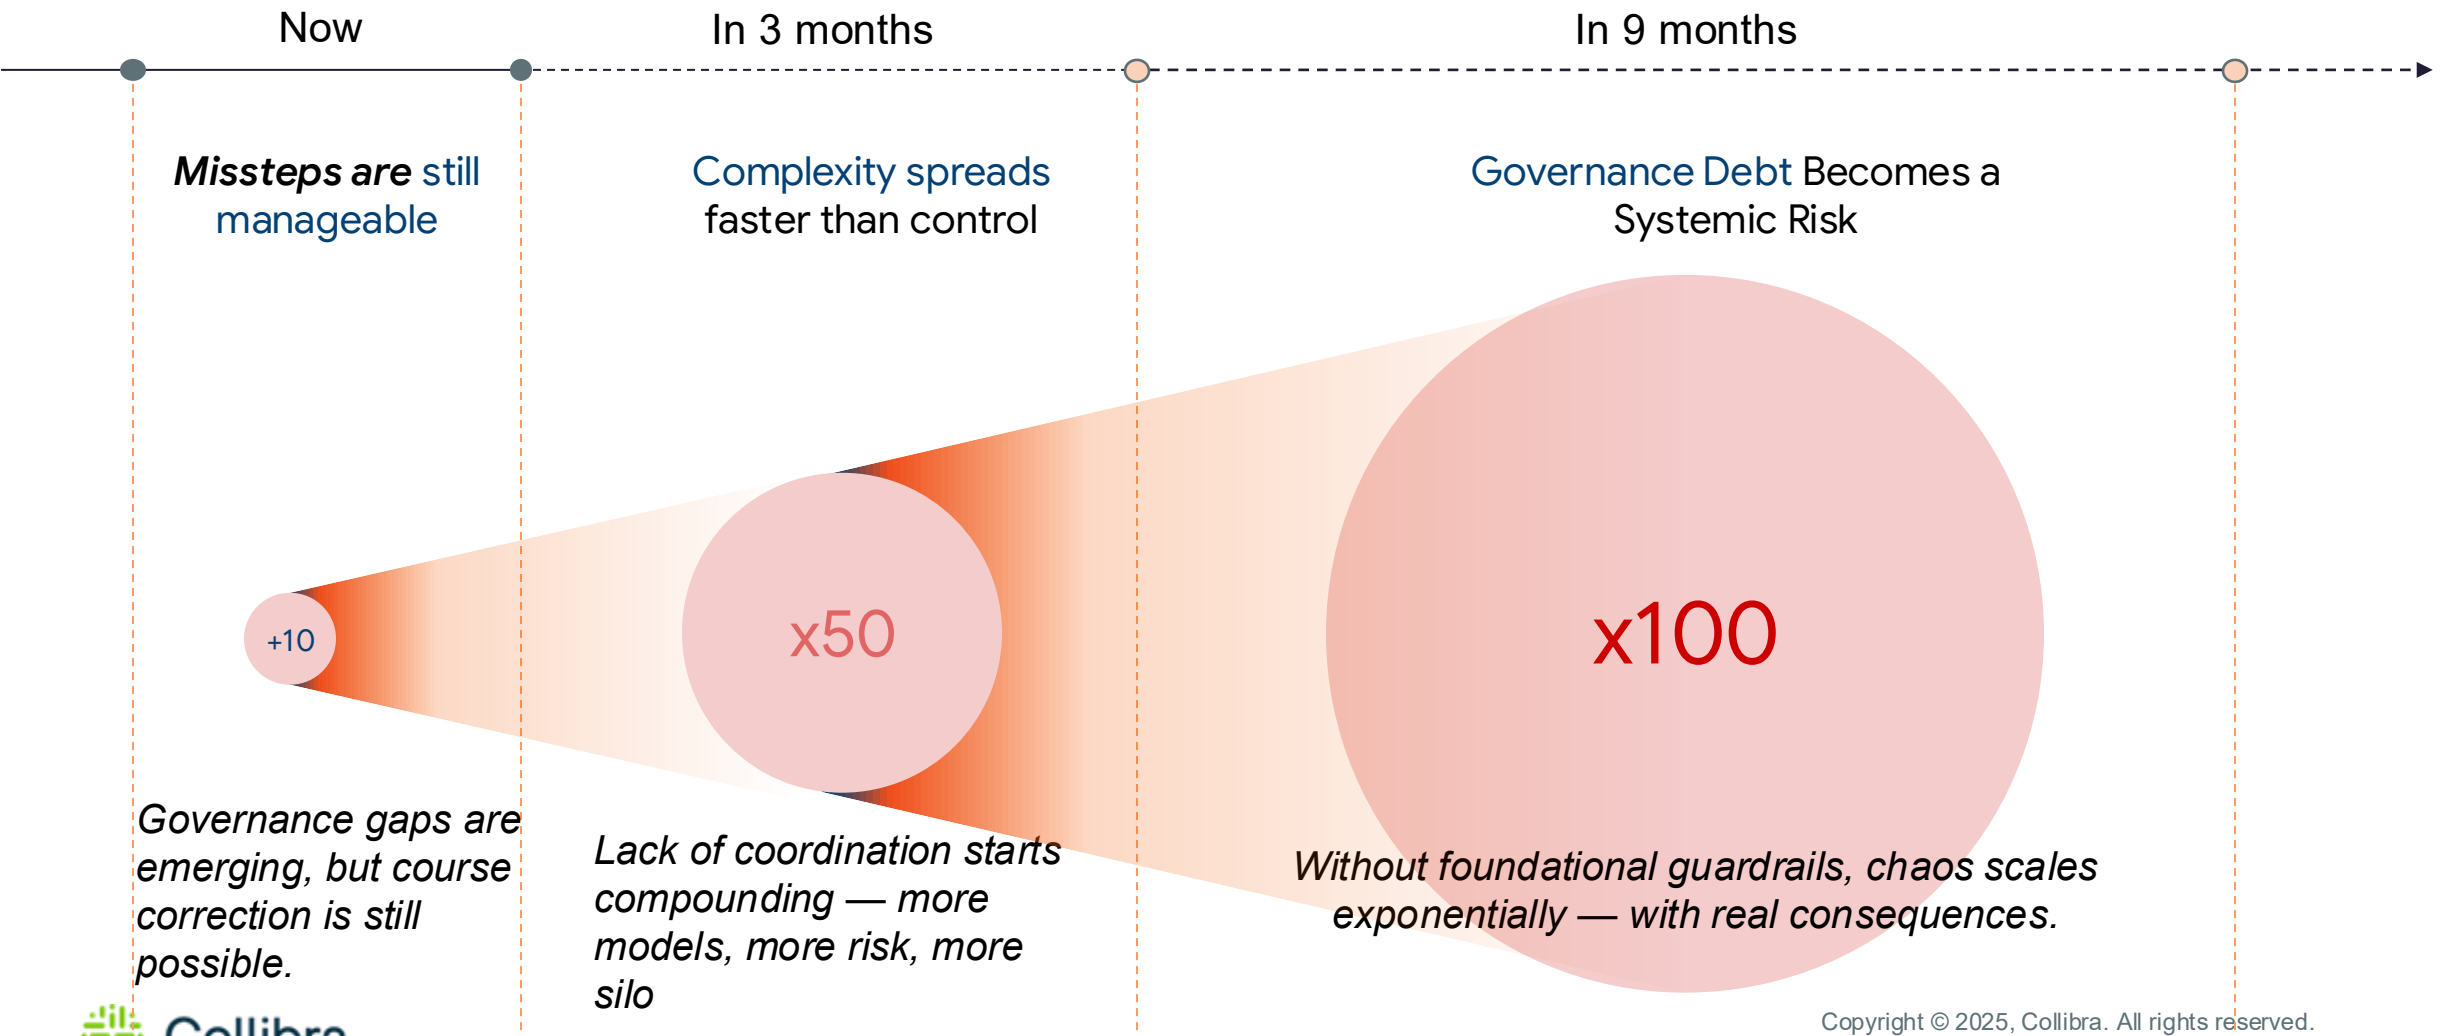 Now
In 3 months
In 9 months
Missteps are still
manageable
Complexity spreads
faster than control
Governance Debt Becomes a
Systemic Risk
+10
x50
x100
Governance gaps are
emerging, but course
correction is still
possible.
Lack of coordination starts
compounding — more
models, more risk, more
silo
Without foundational guardrails, chaos scales
exponentially — with real consequences.
Collibra
Copyright © 2025, Collibra. All rights reserved.